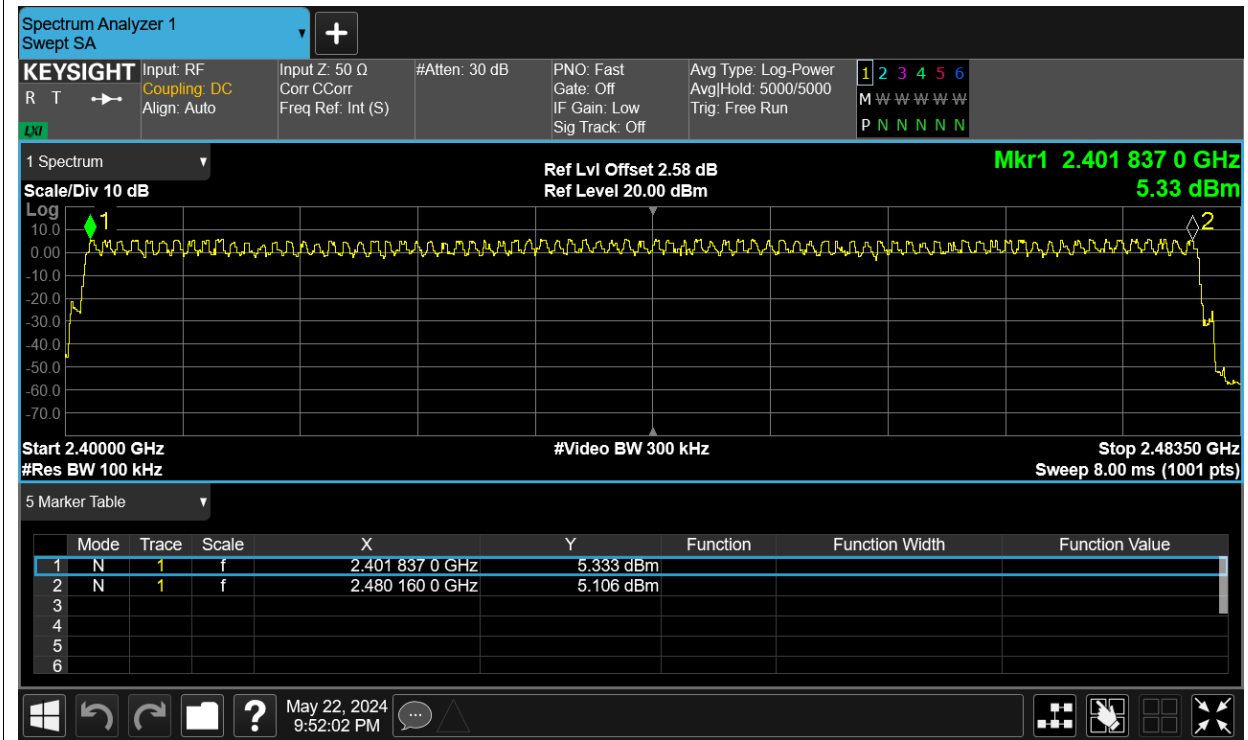 Spectrum Analyzer 1
Swept SA
+
KEYSIGHT
R T
LXI
Input: RF
Coupling: DC
Align: Auto
Input Z: 50 Ω
Corr CCorr
Freq Ref: Int (S)
#Atten: 30 dB
PNO: Fast
Gate: Off
IF Gain: Low
Sig Track: Off
Avg Type: Log-Power
Avg|Hold: 5000/5000
Trig: Free Run
1 2 3 4 5 6
M W W W W W
P N N N N N
1 Spectrum
Scale/Div 10 dB
Ref Lvl Offset 2.58 dB
Ref Level 20.00 dBm
Mkr1 2.401 837 0 GHz
5.33 dBm
Log
1
2
10.0
0.00
-10.0
-20.0
-30.0
-40.0
-50.0
-60.0
-70.0
Start 2.40000 GHz
#Res BW 100 kHz
#Video BW 300 kHz
Stop 2.48350 GHz
Sweep 8.00 ms (1001 pts)
5 Marker Table
Mode Trace Scale X Y Function Function Width Function Value
1 N 1 f 2.401 837 0 GHz 5.333 dBm
2 N 1 f 2.480 160 0 GHz 5.106 dBm
3
4
5
6
?
May 22, 2024
9:52:02 PM